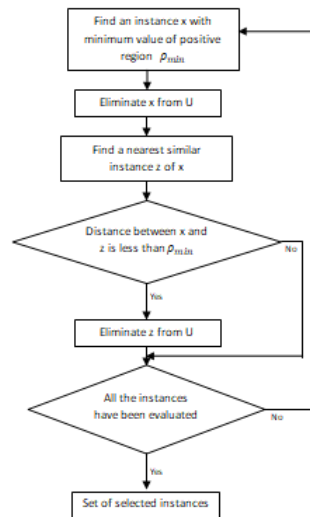 Find an instance x with
minimum value of positive
region pmin
Eliminate x from U
Find a nearest similar
instance z of x
Distance between x and
z is less than pmin
No
Yes
Eliminate z from U
All the instances
have been evaluated
No
Yes
Set of selected instances